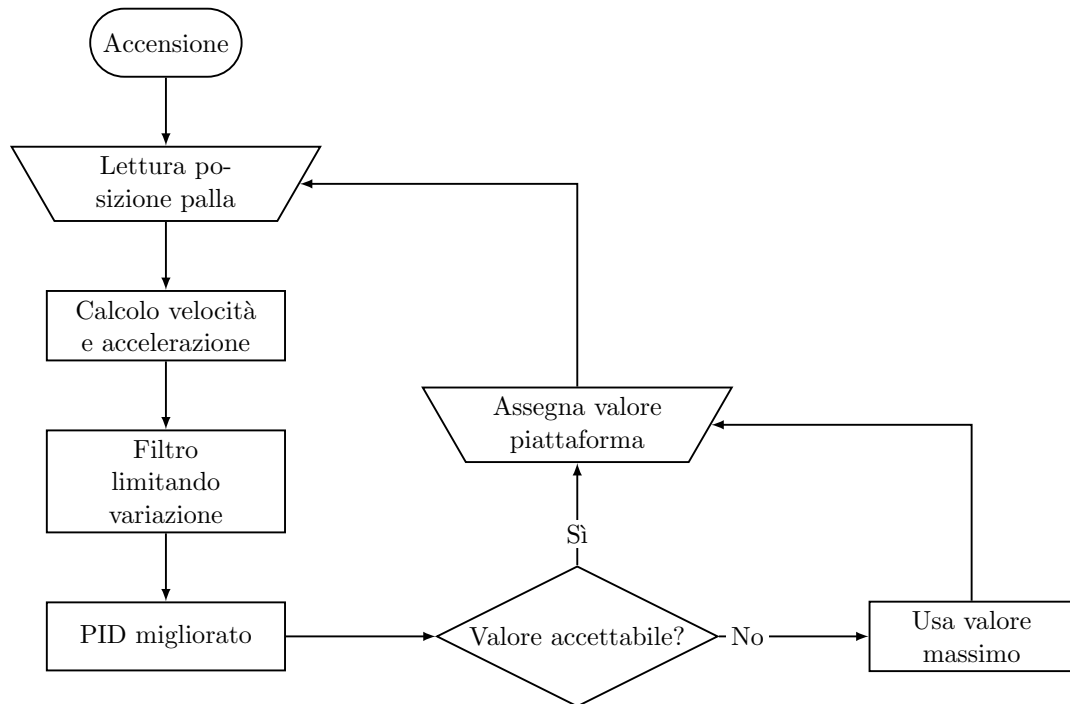 Accensione
Lettura po-
sizione palla
Calcolo velocità
e accelerazione
Filtro
limitando
variazione
PID migliorato
Valore accettabile?
Sì
Assegna valore
piattaforma
No
Usa valore
massimo